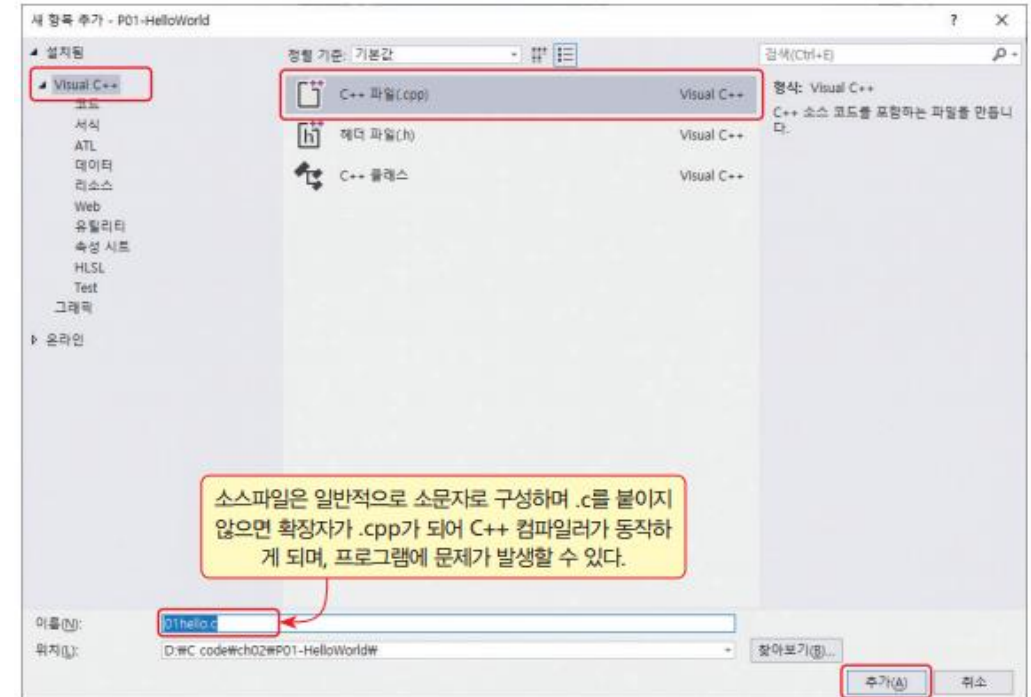 새 항목 추가 - P01-HelloWorld
? ×
설치됨
정렬 기준: 기본값
검색(Ctrl+E)
Visual C++
코드
서식
ATL
데이터
리소스
Web
유틸리티
속성 시트
HLSL
Test
그래픽
온라인
C++ 파일(.cpp) Visual C++
헤더 파일(.h) Visual C++
C++ 클래스 Visual C++
형식: Visual C++
C++ 소스 코드를 포함하는 파일을 만듭니
다.
소스파일은 일반적으로 소문자로 구성하며 .c를 붙이지
않으면 확장자가 .cpp가 되어 C++ 컴파일러가 동작하
게 되며, 프로그램에 문제가 발생할 수 있다.
이름(N): 01hello.c
위치(L): D:₩C code₩ch02₩P01-HelloWorld₩ 찾아보기(B)...
추가(A) 취소